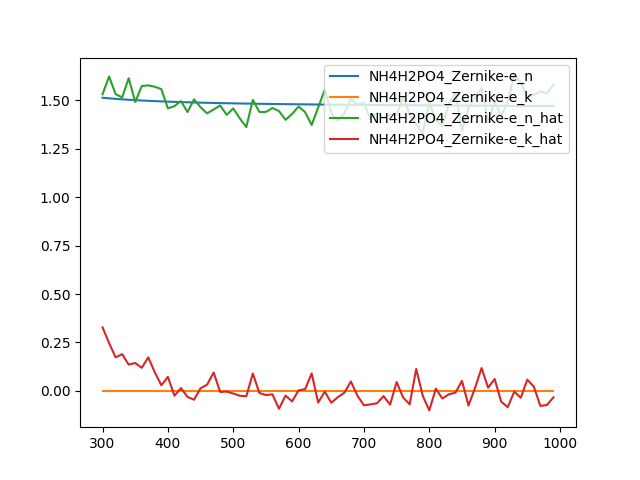 NH4H2PO4_Zernike-e_n
NH4H2PO4_Zernike-e_k
NH4H2PO4_Zernike-e_n_hat
NH4H2PO4_Zernike-e_k_hat
1.50
1.25
1.00
0.75
0.50
0.25
0.00
300 400 500 600 700 800 900 1000